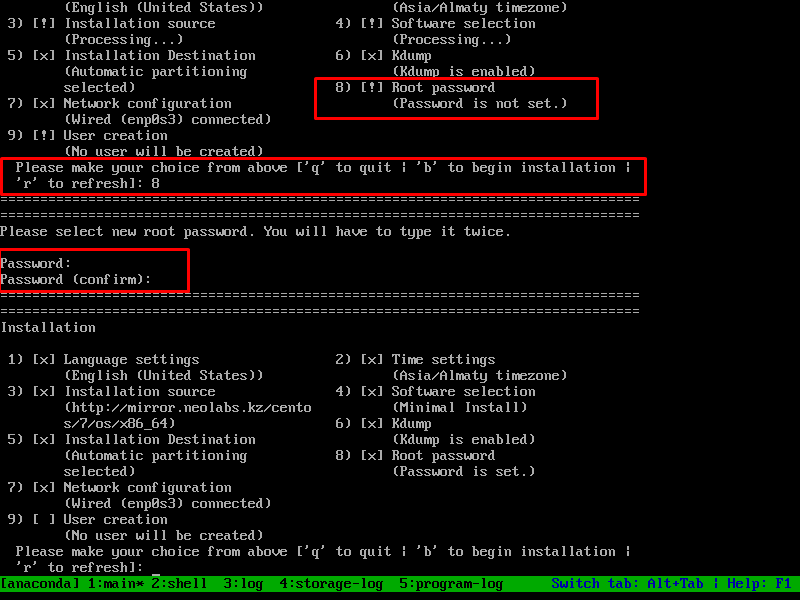 (English (United States)) (Asia/Almaty timezone)
3) [!] Installation source 4) [!] Software selection
(Processing...) (Processing...)
5) [x] Installation Destination 6) [x] Kdump
(Automatic partitioning (Kdump is enabled)
selected) 8) [!] Root password
7) [x] Network configuration (Password is not set.)
(Wired (enp0s3) connected)
9) [!] User creation
(No user will be created)
Please make your choice from above ['q' to quit | 'b' to begin installation |
'r' to refresh]: 8
================================================================================
================================================================================
Please select new root password. You will have to type it twice.
Password:
Password (confirm):
================================================================================
================================================================================
Installation
1) [x] Language settings 2) [x] Time settings
(English (United States)) (Asia/Almaty timezone)
3) [x] Installation source 4) [x] Software selection
(http://mirror.neolabs.kz/cento (Minimal Install)
s/7/os/x86_64) 6) [x] Kdump
5) [x] Installation Destination (Kdump is enabled)
(Automatic partitioning 8) [x] Root password
selected) (Password is set.)
7) [x] Network configuration
(Wired (enp0s3) connected)
9) [ ] User creation
(No user will be created)
Please make your choice from above ['q' to quit | 'b' to begin installation |
'r' to refresh]: _
[anaconda] 1:main* 2:shell 3:log 4:storage-log 5:program-log Switch tab: Alt+Tab | Help: F1